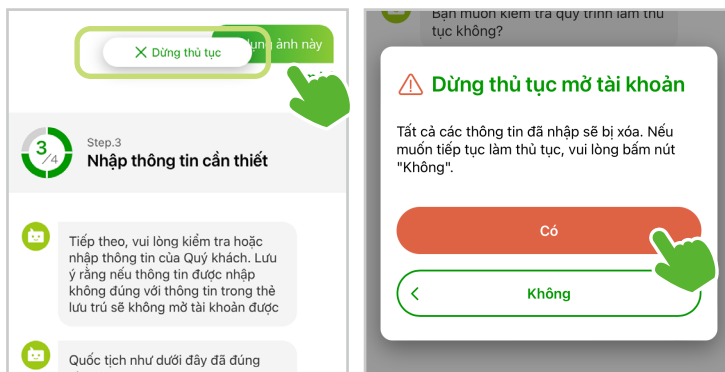 Dừng thủ tục
ảnh này
3/4
Step.3
Nhập thông tin cần thiết
Tiếp theo, vui lòng kiểm tra hoặc
nhập thông tin của Quý khách. Lưu
ý rằng nếu thông tin được nhập
không đúng với thông tin trong thẻ
lưu trú sẽ không mở tài khoản được
Quốc tịch như dưới đây đã đúng
Bạn muốn kiểm tra quy trình làm thủ
tục không?
Dừng thủ tục mở tài khoản
Tất cả các thông tin đã nhập sẽ bị xóa. Nếu
muốn tiếp tục làm thủ tục, vui lòng bấm nút
"Không".
Có
Không